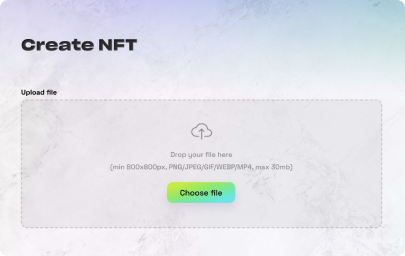 Create NFT
Upload file
Drop your file here
(min 800x800px, PNG/JPEG/GIF/WEBP/MP4, max 30mb)
Choose file